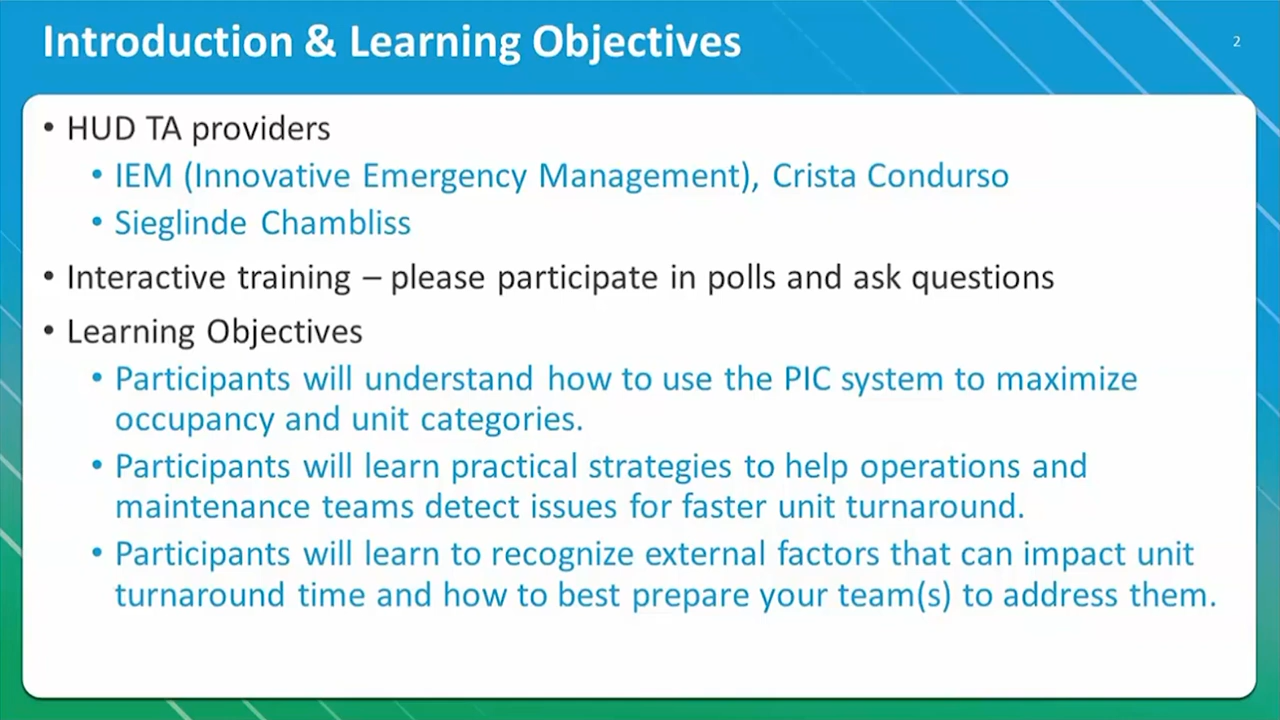 Introduction & Learning Objectives
2
• HUD TA providers
• IEM (Innovative Emergency Management), Crista Condurso
• Sieglinde Chambliss
• Interactive training – please participate in polls and ask questions
• Learning Objectives
• Participants will understand how to use the PIC system to maximize
occupancy and unit categories.
• Participants will learn practical strategies to help operations and
maintenance teams detect issues for faster unit turnaround.
• Participants will learn to recognize external factors that can impact unit
turnaround time and how to best prepare your team(s) to address them.